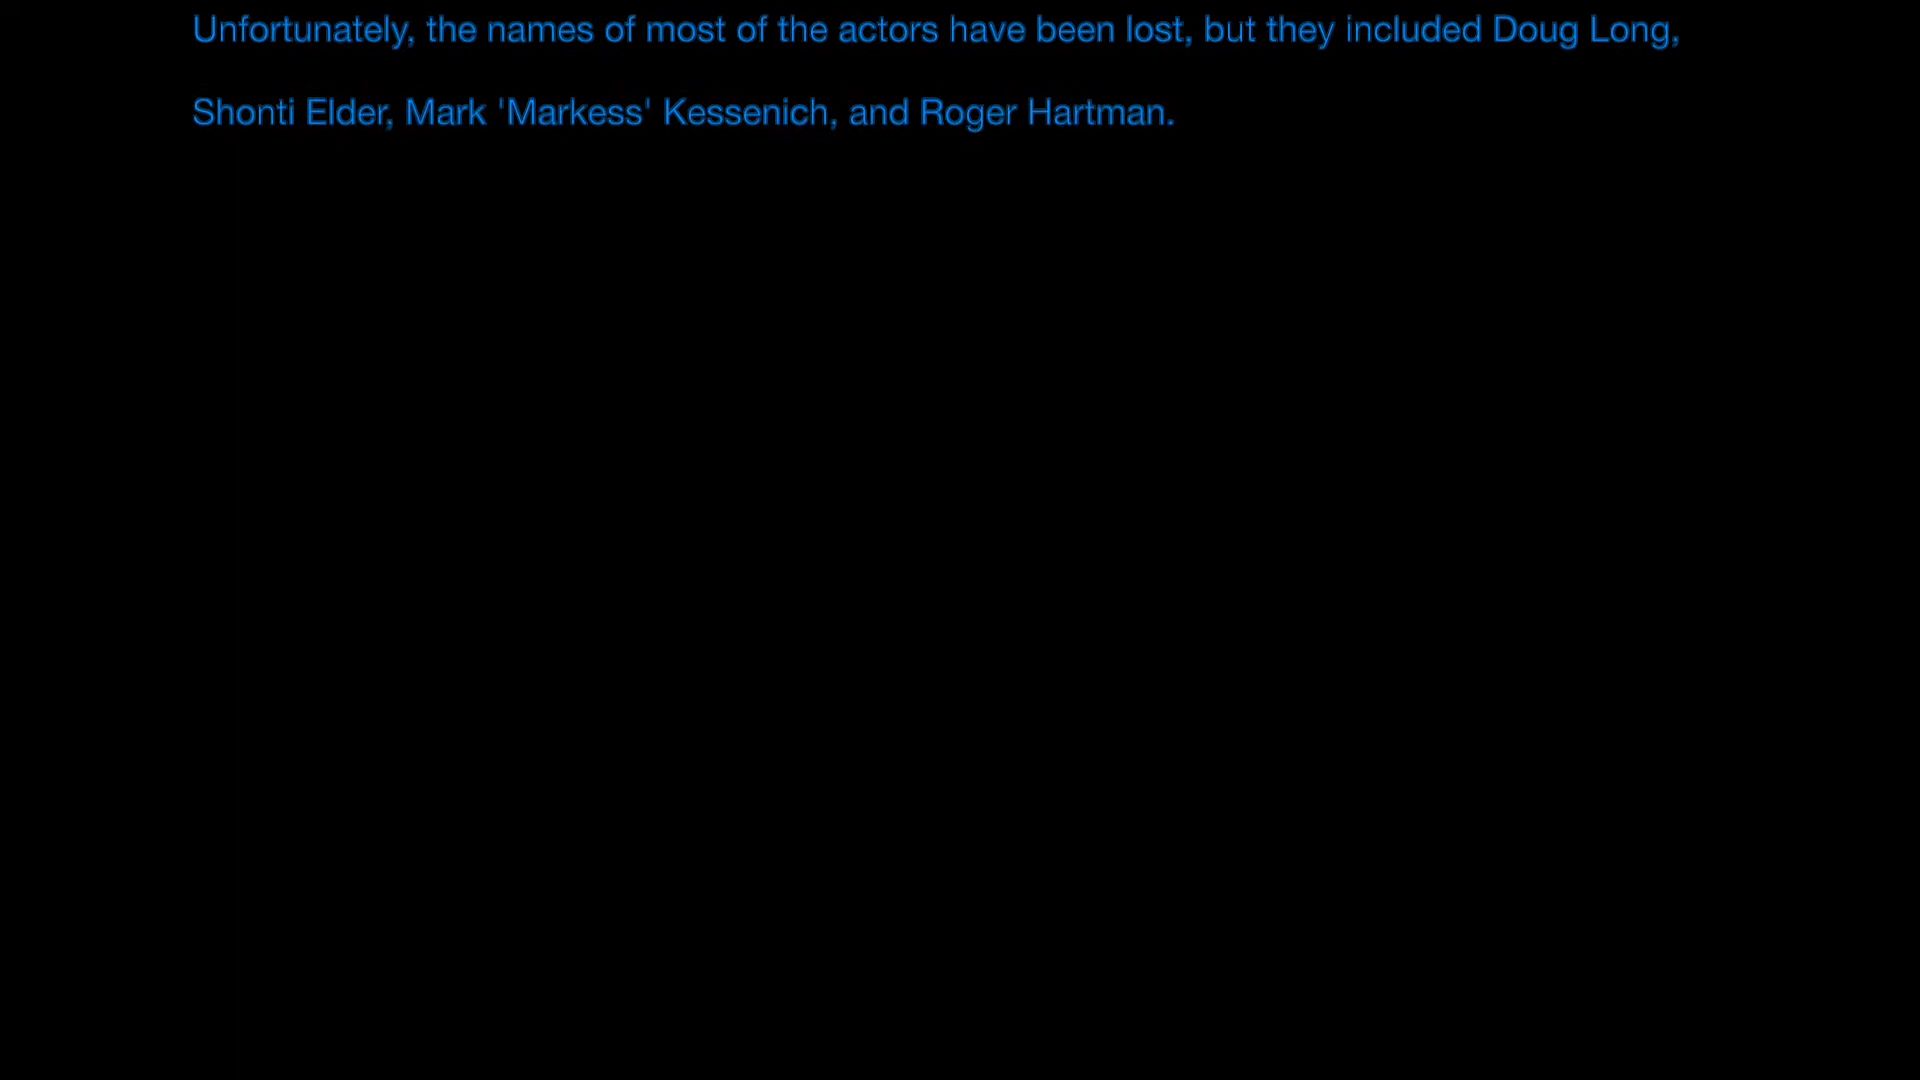 Unfortunately, the names of most of the actors have been lost, but they included Doug Long,
Shonti Elder, Mark 'Markess' Kessenich, and Roger Hartman.